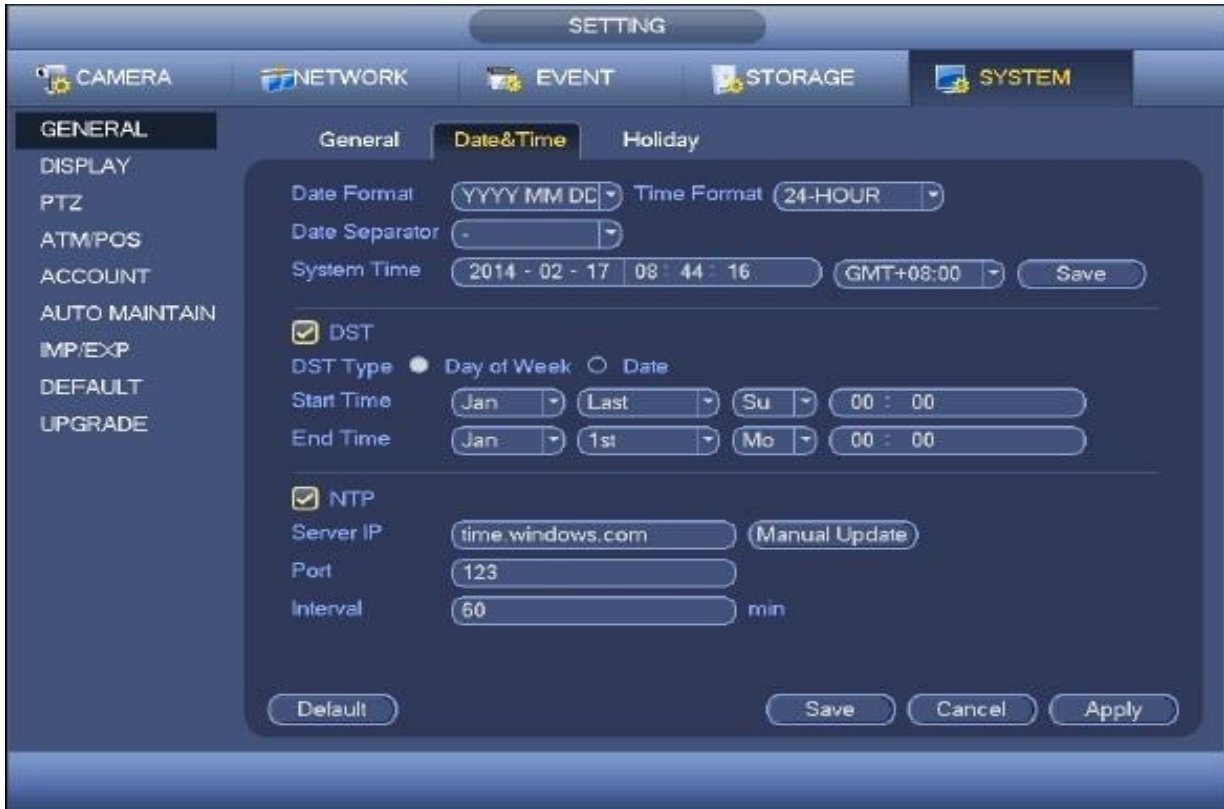 SETTING
CAMERA NETWORK EVENT STORAGE SYSTEM
GENERAL
DISPLAY
PTZ
ATM/POS
ACCOUNT
AUTO MAINTAIN
IMP/EXP
DEFAULT
UPGRADE
General Date&Time Holiday
Date Format YYYY MM DD Time Format 24-HOUR
Date Separator -
System Time 2014 - 02 - 17 08 : 44 : 16 GMT+08:00 Save
DST
DST Type Day of Week Date
Start Time Jan Last Su 00 : 00
End Time Jan 1st Mo 00 : 00
NTP
Server IP time.windows.com Manual Update
Port 123
Interval 60 min
Default Save Cancel Apply